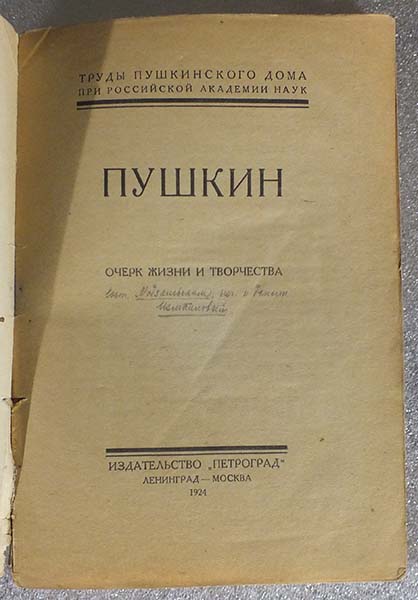 ТРУДЫ ПУШКИНСКОГО ДОМА
ПРИ РОССИЙСКОЙ АКАДЕМИИ НАУК
ПУШКИН
ОЧЕРК ЖИЗНИ И ТВОРЧЕСТВА
ИЗДАТЕЛЬСТВО „ПЕТРОГРАД"
ЛЕНИНГРАД—МОСКВА
1924